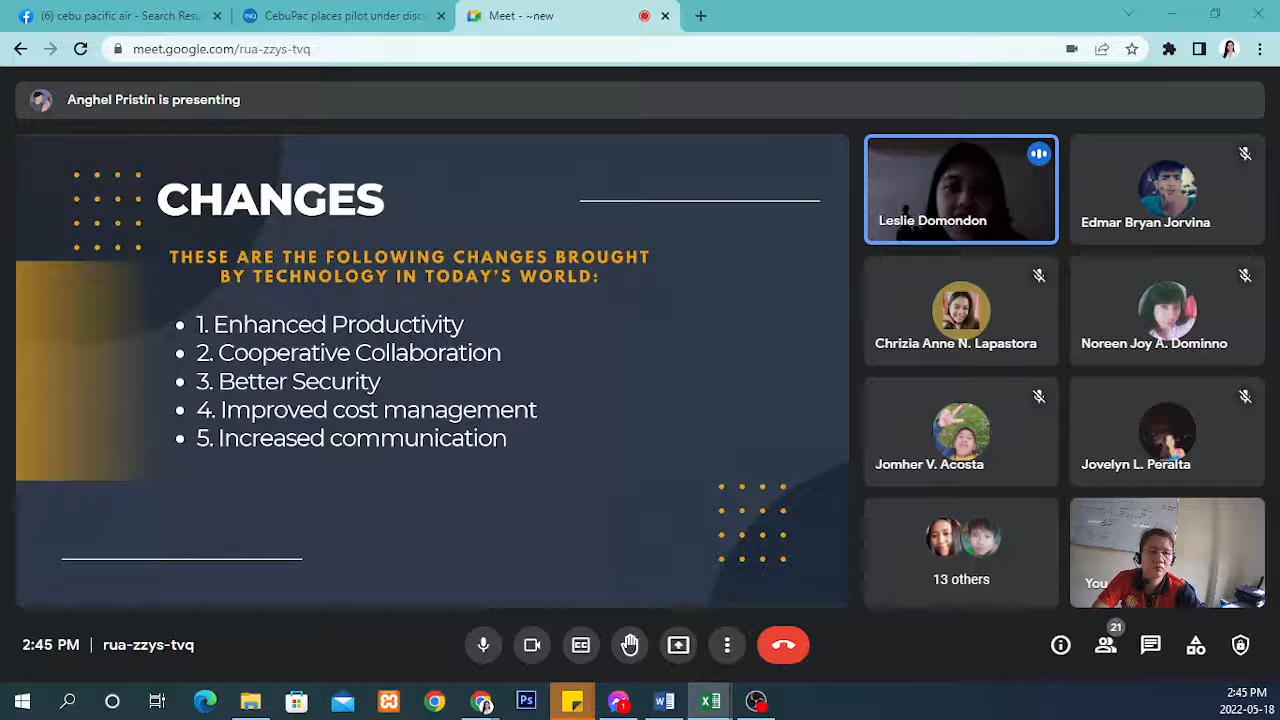 (6) cebu pacific air - Search Resu
CebuPac places pilot under disci
Meet - ~new
meet.google.com/rua-zzys-tvq
Anghel Pristin is presenting
CHANGES
THESE ARE THE FOLLOWING CHANGES BROUGHT
BY TECHNOLOGY IN TODAY'S WORLD:
• 1. Enhanced Productivity
• 2. Cooperative Collaboration
• 3. Better Security
• 4. Improved cost management
• 5. Increased communication
Leslie Domondon
Edmar Bryan Jorvina
Chrizia Anne N. Lapastora
Noreen Joy A. Dominno
Jomher V. Acosta
Jovelyn L. Peralta
13 others
You
2:45 PM | rua-zzys-tvq
21
2:45 PM
2022-05-18